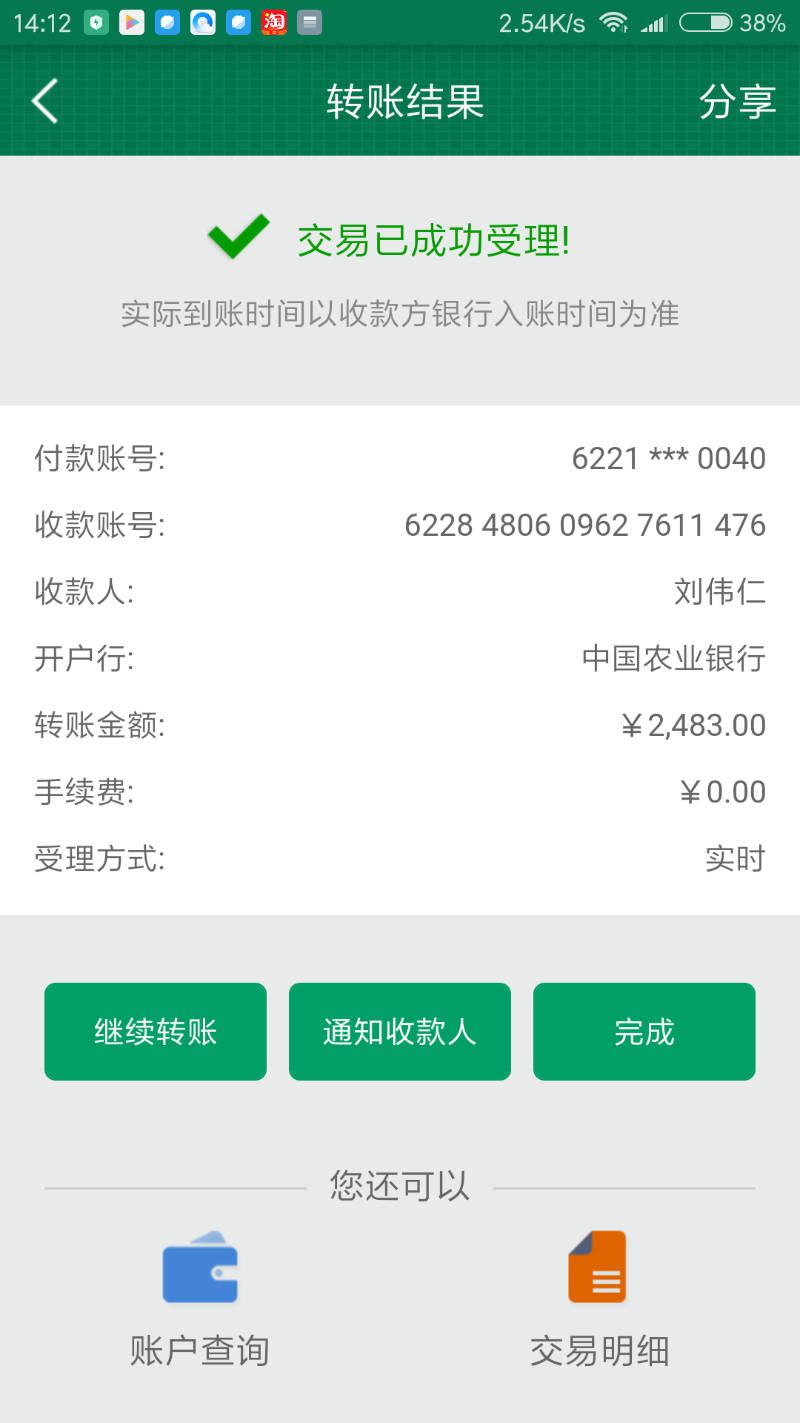 14:12 淘 2.54K/s 38%
转账结果 分享
交易已成功受理!
实际到账时间以收款方银行入账时间为准
付款账号: 6221 *** 0040
收款账号: 6228 4806 0962 7611 476
收款人: 刘伟仁
开户行: 中国农业银行
转账金额: ￥2,483.00
手续费: ￥0.00
受理方式: 实时
继续转账 通知收款人 完成
您还可以
账户查询 交易明细